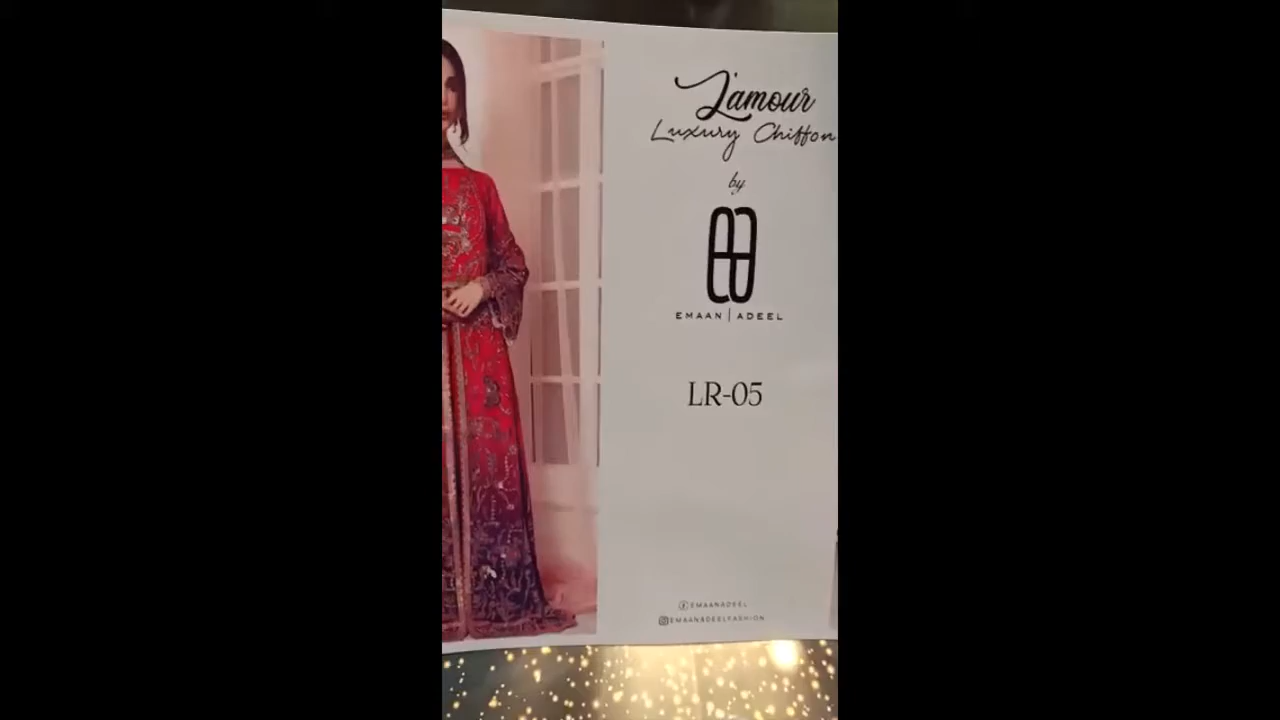 L'amour
Luxury Chiffon
by
EMAAN | ADEEL
LR-05
EMAANADEEL
EMAANADEELFASHION